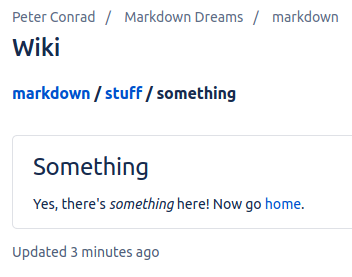 Peter Conrad / Markdown Dreams / markdown
Wiki
markdown / stuff / something
Something
Yes, there's something here! Now go home.
Updated 3 minutes ago